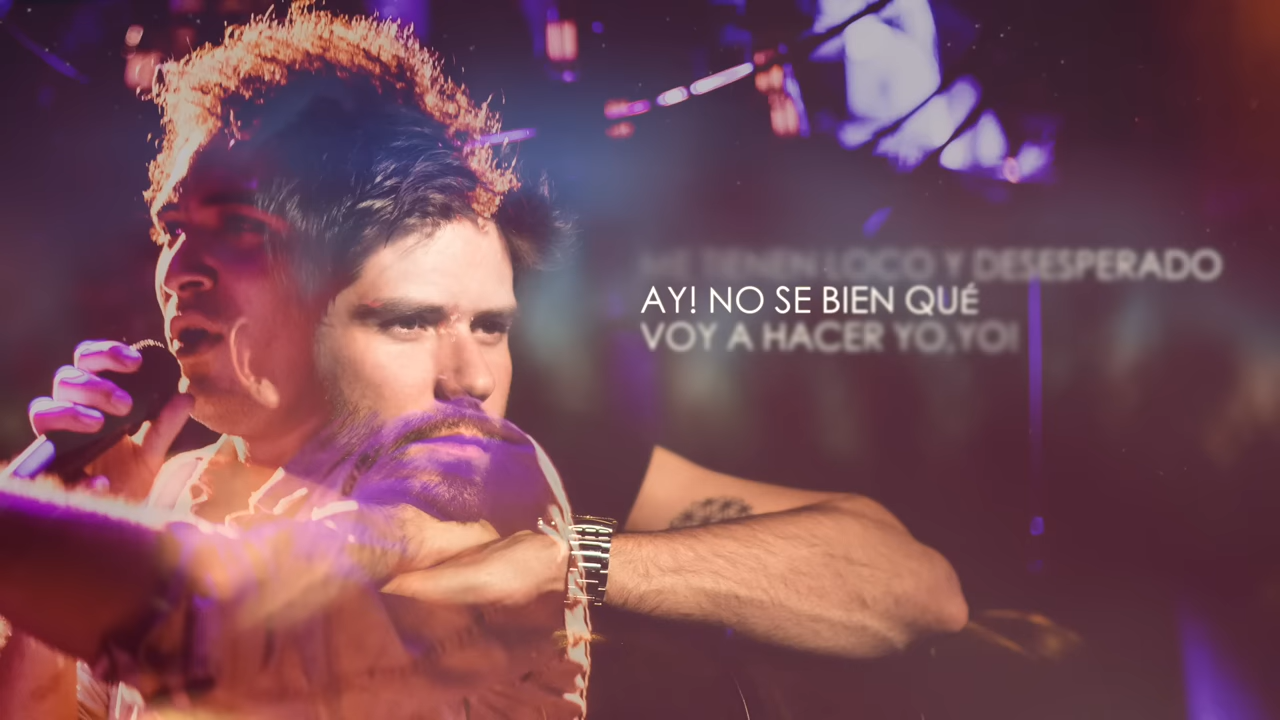 ME TIENEN LOCO Y DESESPERADO
AY! NO SE BIEN QUÉ
VOY A HACER YO,YO!